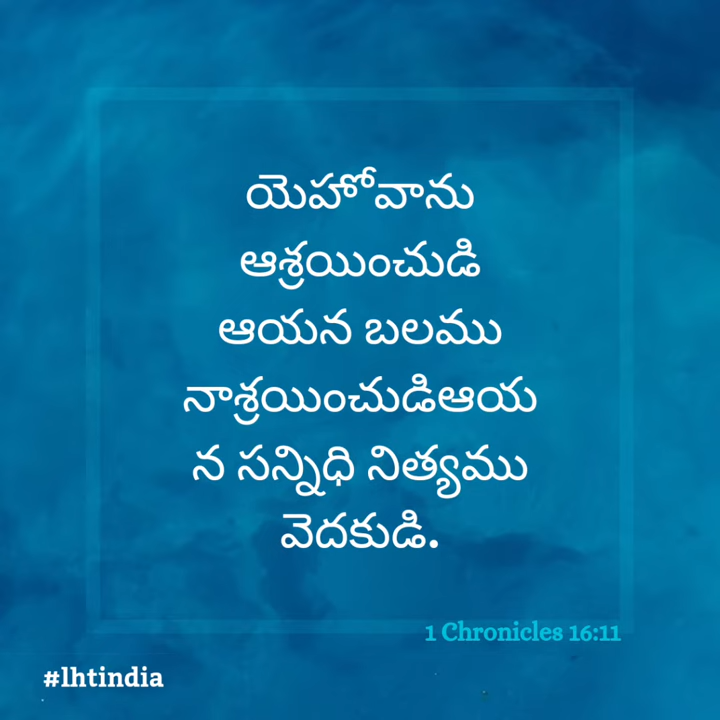 యెహోవాను
ఆశ్రయించుడి
ఆయన బలము
నాశ్రయించుడిఆయ
న సన్నిధి నిత్యము
వెదకుడి.
1 Chronicles 16:11
#lhtindia